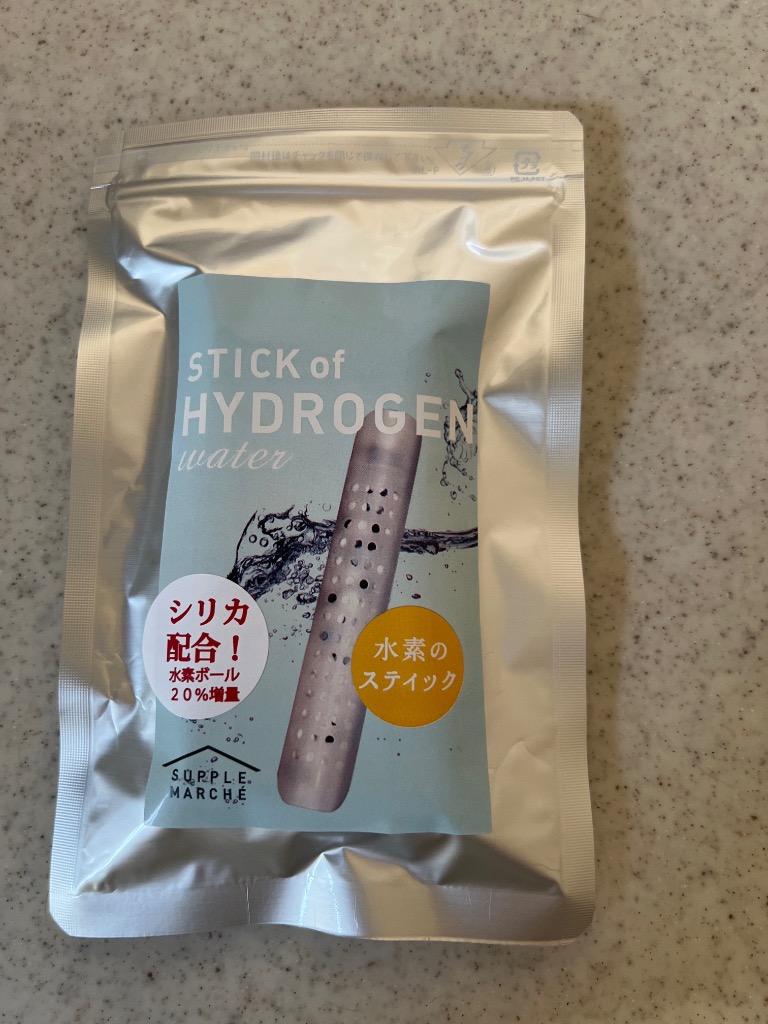 STICK of
HYDROGEN
water
シリカ
配合！
水素ボール
20%増量
水素の
スティック
SUPPLE
MARCHÉ